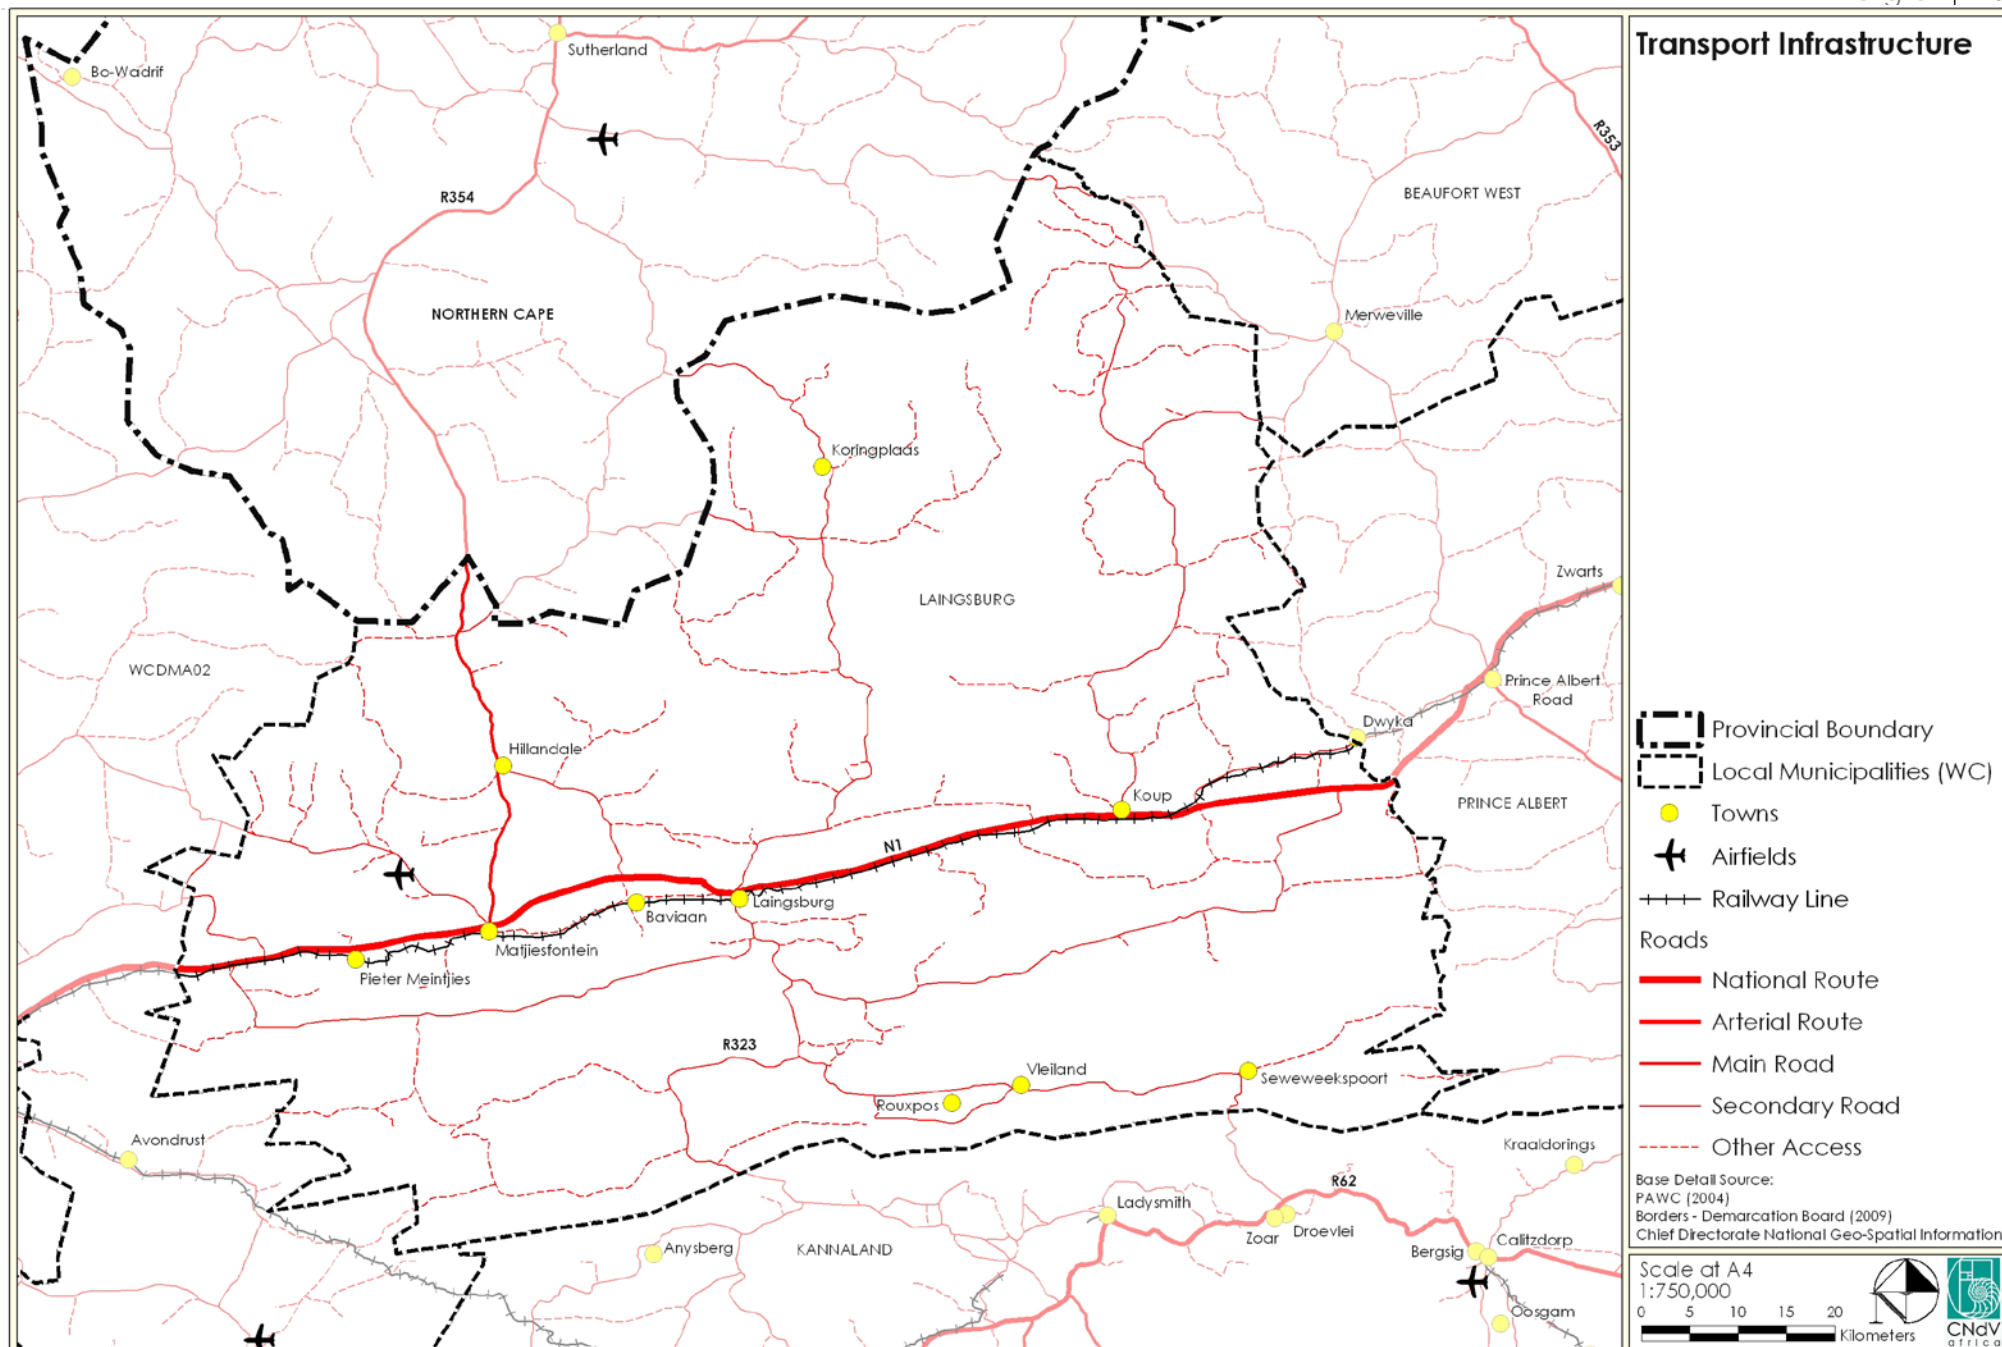 Transport Infrastructure
Bo-Wadrif
Sutherland
R353
R354
BEAUFORT WEST
NORTHERN CAPE
Merweville
Koringplaas
Zwarts
LAINGSBURG
WCDMA02
Prince Albert
Road
Dwyka
Hillandale
Koup
PRINCE ALBERT
N1
Laingsburg
Baviaan
Matjiesfontein
Pieter Meintjies
R323
Vleiland
Seweweekspoort
Rouxpos
Avondrust
Kraaldorings
R62
Ladysmith
Zoar
Droevlei
Anysberg
KANNALAND
Bergsig
Calitzdorp
Oosgam
Provincial Boundary
Local Municipalities (WC)
Towns
Airfields
Railway Line
Roads
National Route
Arterial Route
Main Road
Secondary Road
Other Access
Base Detail Source:
PAWC (2004)
Borders - Demarcation Board (2009)
Chief Directorate National Geo-Spatial Information
Scale at A4
1:750,000
0 5 10 15 20
Kilometers
CNdV
africa